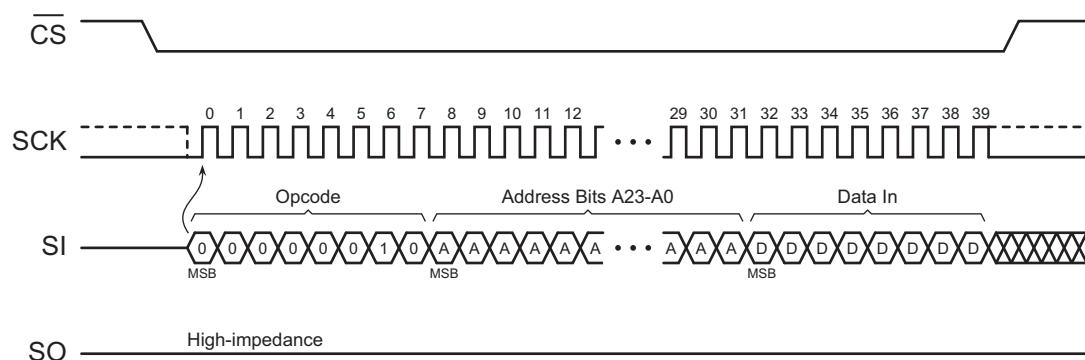 CS
0 1 2 3 4 5 6 7 8 9 10 11 12 29 30 31 32 33 34 35 36 37 38 39
SCK
Opcode Address Bits A23-A0 Data In
SI 0 0 0 0 0 0 1 0 A A A A A A A A A D D D D D D D D
MSB MSB MSB
High-impedance
SO